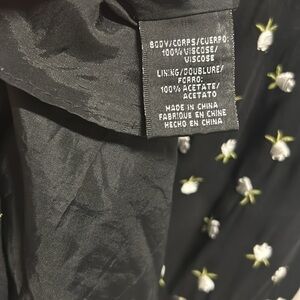 BODY/CORPS/CUERPO:
100% VISCOSE/
VISCOSE
LINING/DOUBLURE/
FORRO:
100% ACETATE/
ACETATO
MADE IN CHINA
FABRIQUE EN CHINE
HECHO EN CHINA